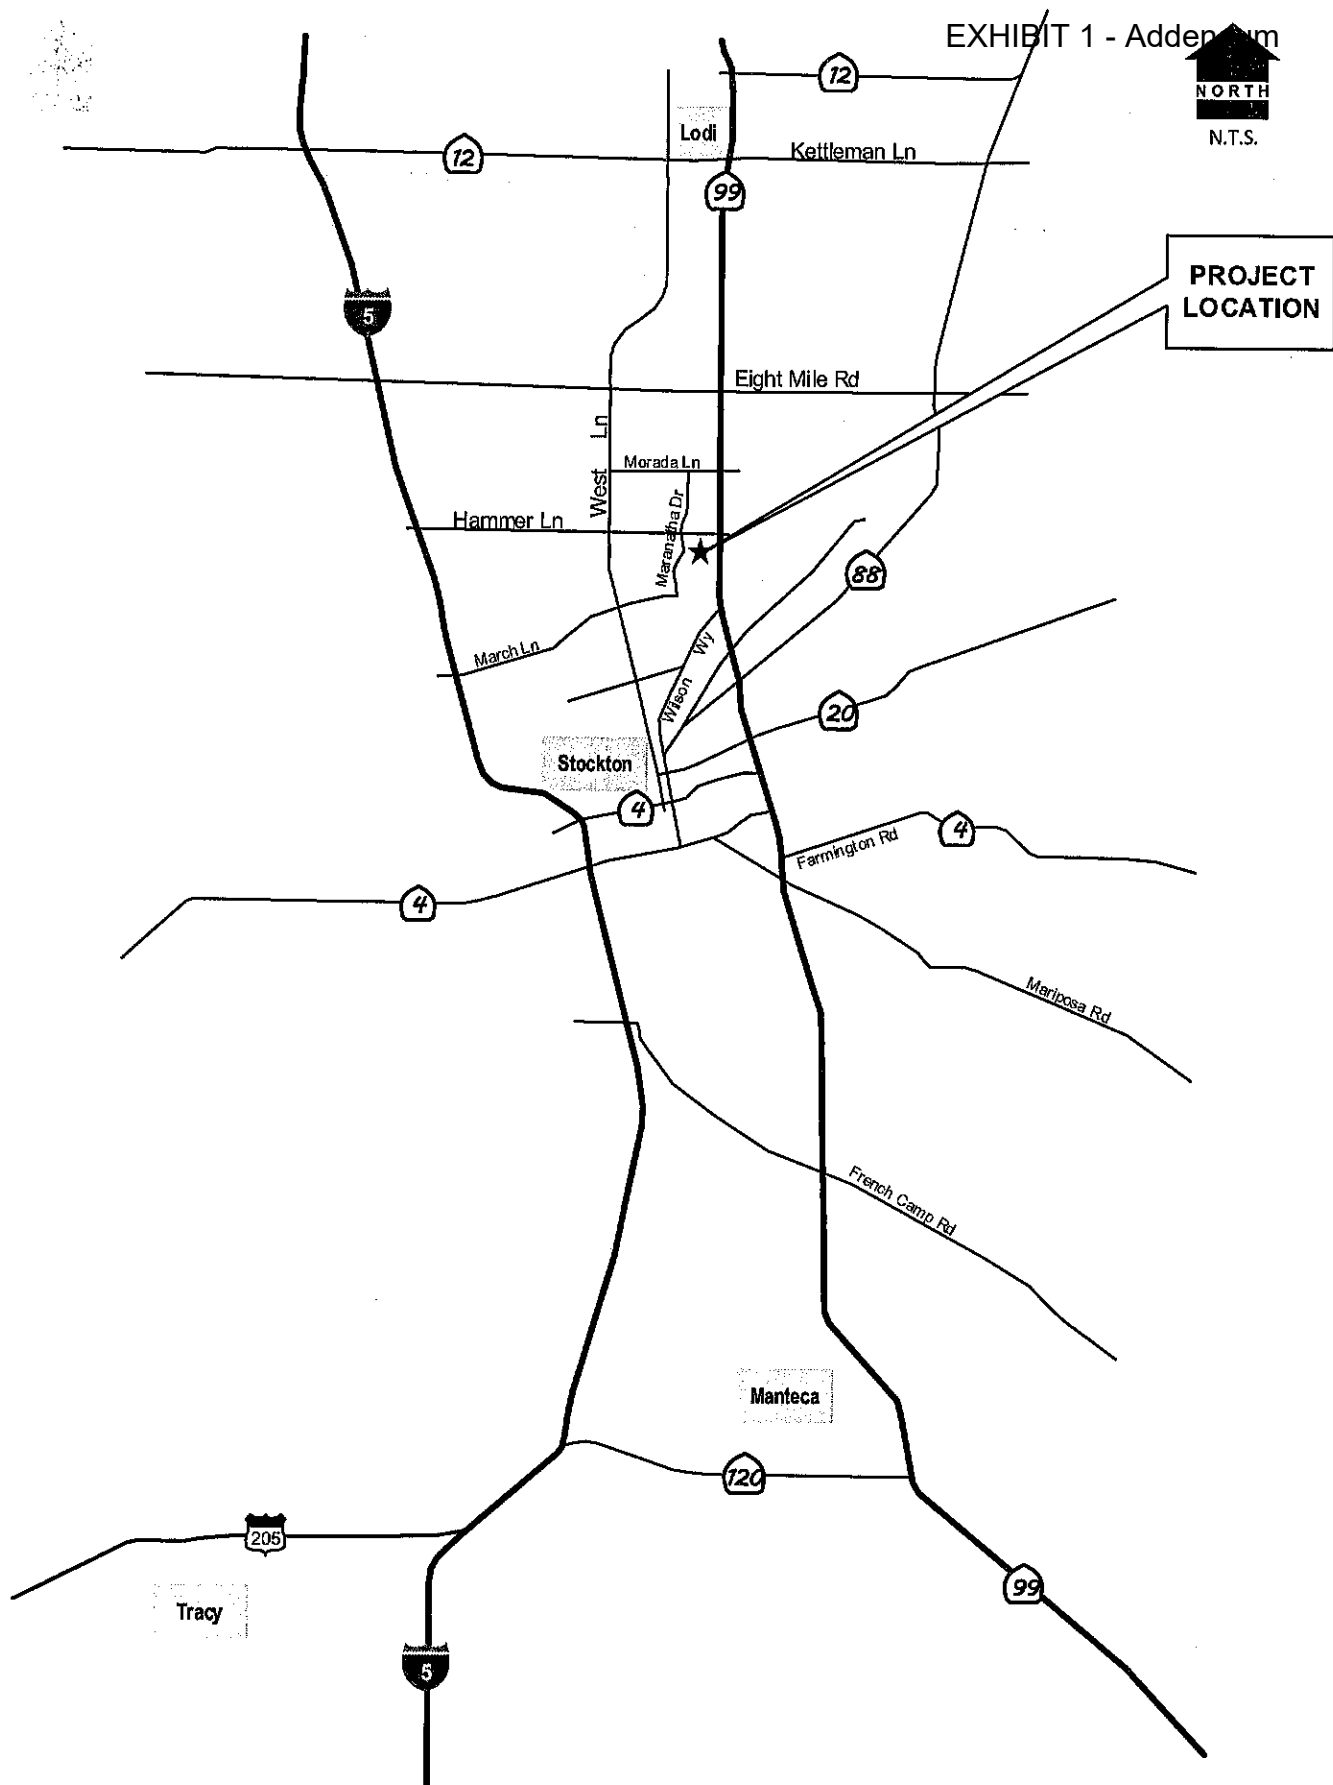 EXHIBIT 1 - Addendum
NORTH
N.T.S.
12
Lodi
12
Kettleman Ln
99
PROJECT
LOCATION
5
Eight Mile Rd
West Ln
Morada Ln
Maranatha Dr
Hammer Ln
88
March Ln
Wilson Wy
20
Stockton
4
Farmington Rd
4
4
Mariposa Rd
French Camp Rd
Manteca
120
205
99
Tracy
5